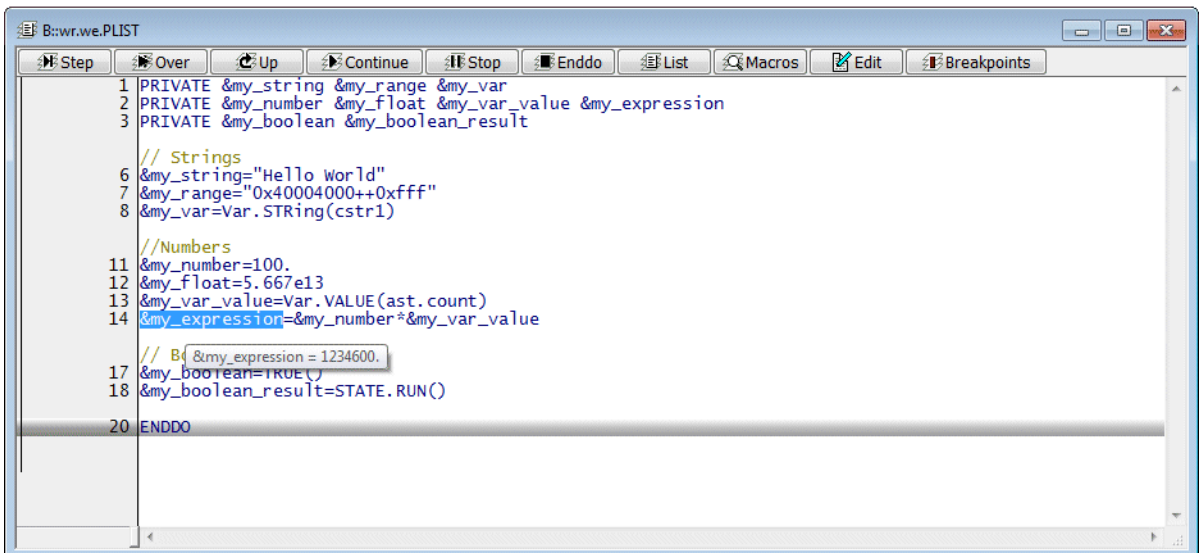 B::wr.we.PLIST
Step Over Up Continue Stop Enddo List Macros Edit Breakpoints
1 PRIVATE &my_string &my_range &my_var
2 PRIVATE &my_number &my_float &my_var_value &my_expression
3 PRIVATE &my_boolean &my_boolean_result
// Strings
6 &my_string="Hello World"
7 &my_range="0x40004000++0xfff"
8 &my_var=Var.STRing(cstr1)
//Numbers
11 &my_number=100.
12 &my_float=5.667e13
13 &my_var_value=Var.VALUE(ast.count)
14 &my_expression=&my_number*&my_var_value
// B
&my_expression = 1234600.
17 &my_boolean=TRUE()
18 &my_boolean_result=STATE.RUN()
20 ENDDO